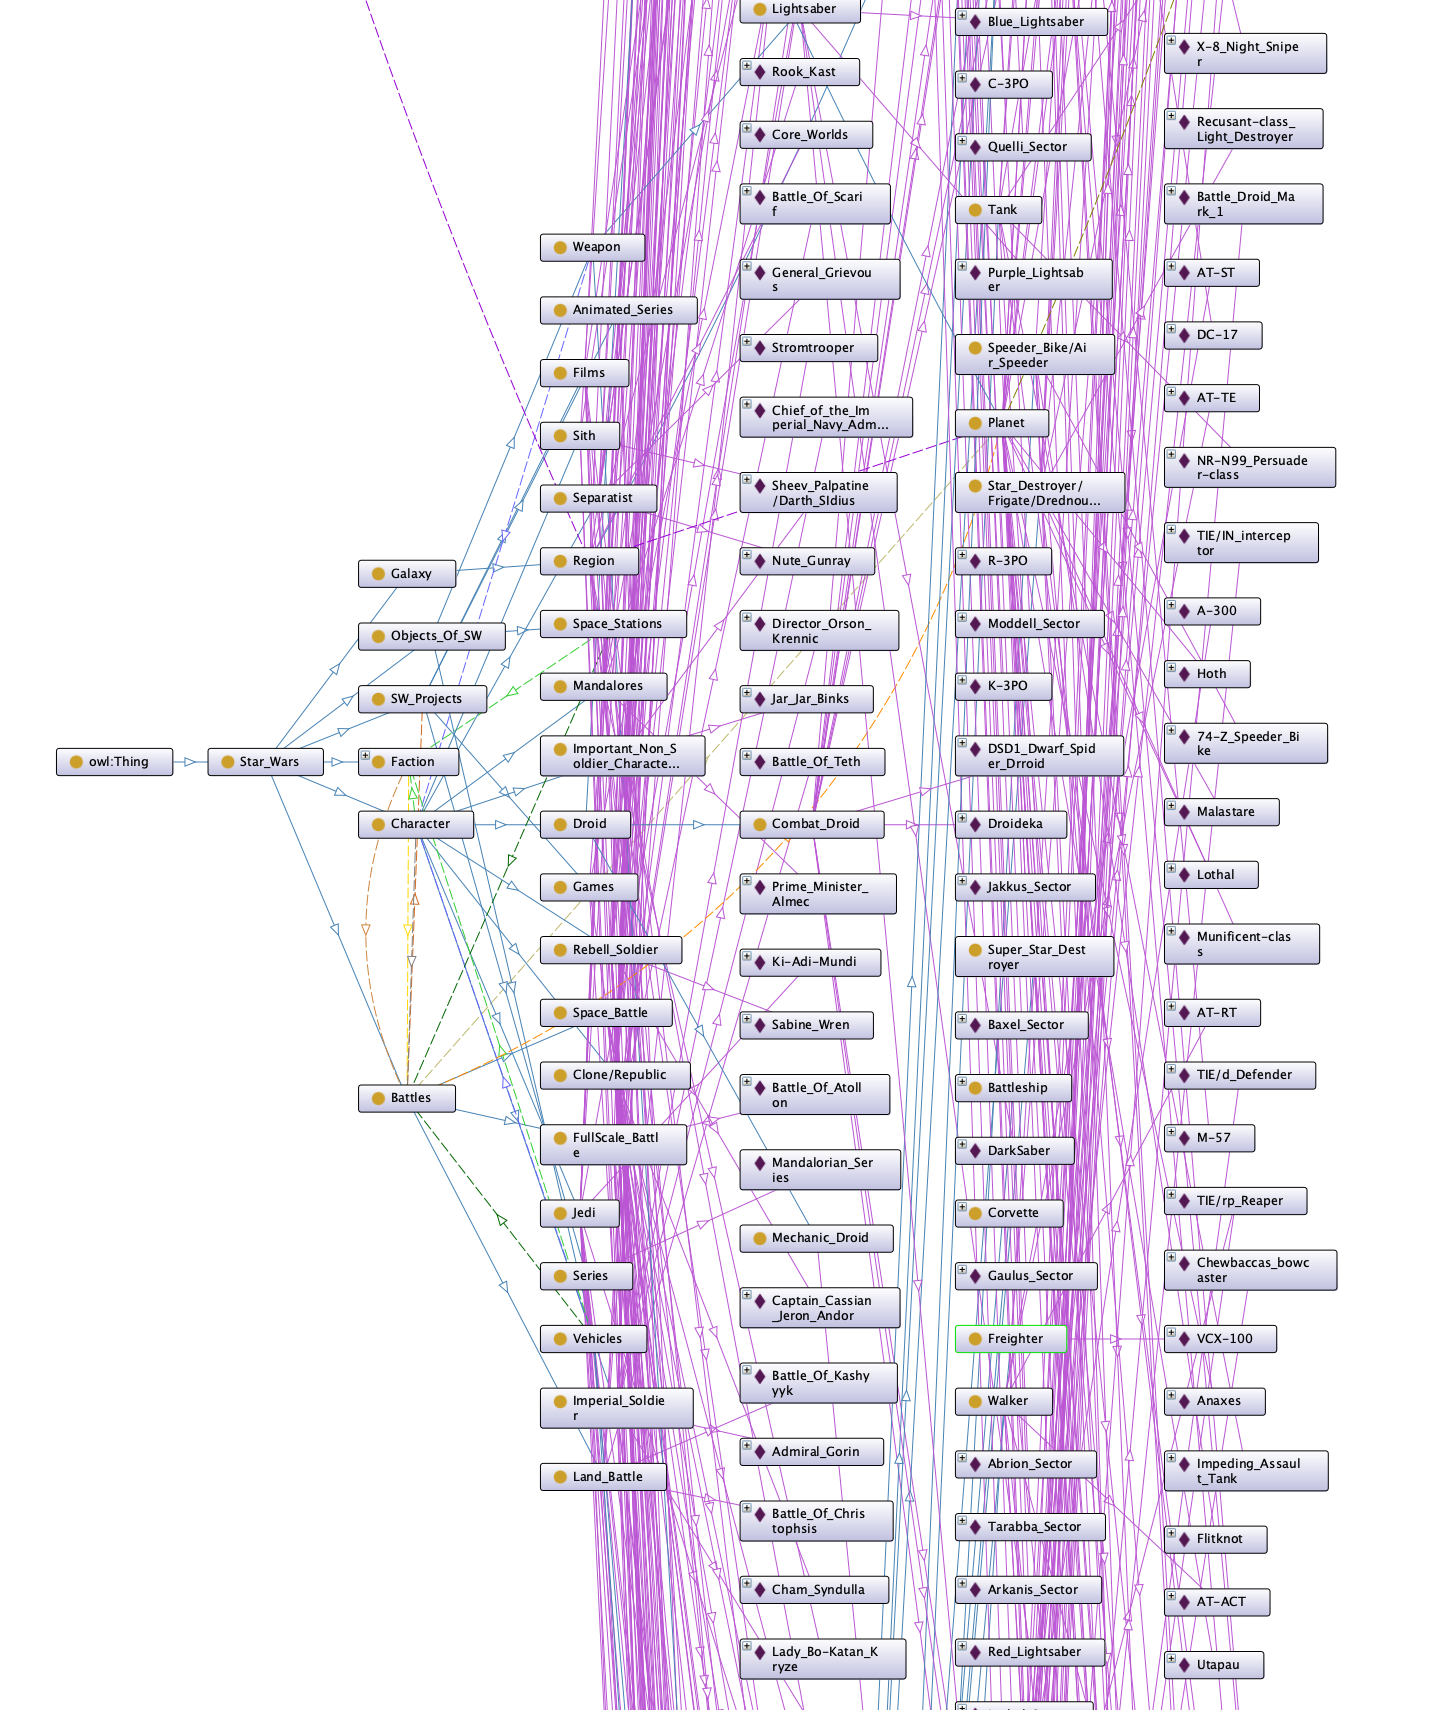 owl:Thing
Star_Wars
Galaxy
Objects_Of_SW
SW_Projects
Faction
Character
Battles
Weapon
Animated_Series
Films
Sith
Separatist
Region
Space_Stations
Mandalores
Important_Non_S
oldier_Characte...
Droid
Games
Rebell_Soldier
Space_Battle
Clone/Republic
FullScale_Battl
e
Jedi
Series
Vehicles
Imperial_Soldie
r
Land_Battle
Lightsaber
Rook_Kast
Core_Worlds
Battle_Of_Scari
f
General_Grievou
s
Stromtrooper
Chief_of_the_Im
perial_Navy_Adm...
Sheev_Palpatine
/Darth_SIdius
Nute_Gunray
Director_Orson_
Krennic
Jar_Jar_Binks
Battle_Of_Teth
Combat_Droid
Prime_Minister_
Almec
Ki-Adi-Mundi
Sabine_Wren
Battle_Of_Atoll
on
Mandalorian_Ser
ies
Mechanic_Droid
Captain_Cassian
_Jeron_Andor
Battle_Of_Kashy
yyk
Admiral_Gorin
Battle_Of_Chris
tophsis
Cham_Syndulla
Lady_Bo-Katan_K
ryze
Blue_Lightsaber
C-3PO
Quelli_Sector
Tank
Purple_Lightsab
er
Speeder_Bike/Ai
r_Speeder
Planet
Star_Destroyer/
Frigate/Drednou...
R-3PO
Moddell_Sector
K-3PO
DSD1_Dwarf_Spid
er_Drroid
Droideka
Jakkus_Sector
Super_Star_Dest
royer
Baxel_Sector
Battleship
DarkSaber
Corvette
Gaulus_Sector
Freighter
Walker
Abrion_Sector
Tarabba_Sector
Arkanis_Sector
Red_Lightsaber
X-8_Night_Snipe
r
Recusant-class_
Light_Destroyer
Battle_Droid_Ma
rk_1
AT-ST
DC-17
AT-TE
NR-N99_Persuade
r-class
TIE/IN_intercep
tor
A-300
Hoth
74-Z_Speeder_Bi
ke
Malastare
Lothal
Munificent-clas
s
AT-RT
TIE/d_Defender
M-57
TIE/rp_Reaper
Chewbaccas_bowc
aster
VCX-100
Anaxes
Impeding_Assaul
t_Tank
Flitknot
AT-ACT
Utapau